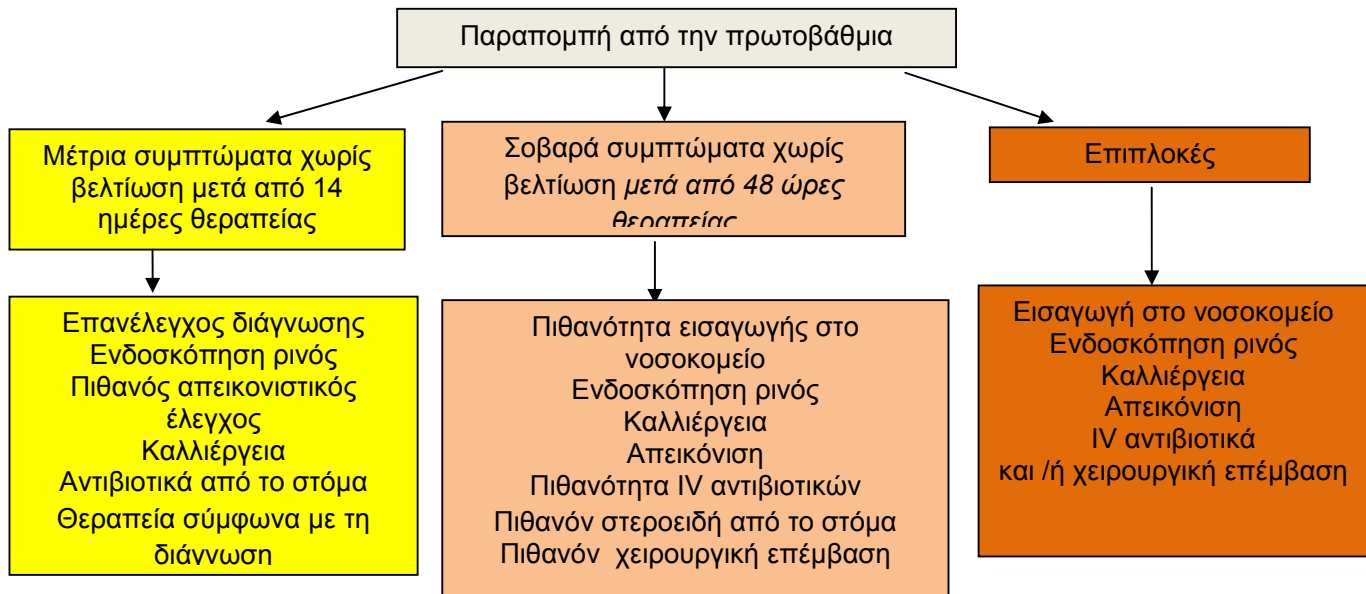 Παραπομπή από την πρωτοβάθμια
Μέτρια συμπτώματα χωρίς
βελτίωση μετά από 14
ημέρες θεραπείας
Σοβαρά συμπτώματα χωρίς
βελτίωση μετά από 48 ώρες
θεραπείας
Επιπλοκές
Επανέλεγχος διάγνωσης
Ενδοσκόπηση ρινός
Πιθανός απεικονιστικός
έλεγχος
Καλλιέργεια
Αντιβιοτικά από το στόμα
Θεραπεία σύμφωνα με τη
διάγνωση
Πιθανότητα εισαγωγής στο
νοσοκομείο
Ενδοσκόπηση ρινός
Καλλιέργεια
Απεικόνιση
Πιθανότητα IV αντιβιοτικών
Πιθανόν στεροειδή από το στόμα
Πιθανόν χειρουργική επέμβαση
Εισαγωγή στο νοσοκομείο
Ενδοσκόπηση ρινός
Καλλιέργεια
Απεικόνιση
IV αντιβιοτικά
και /ή χειρουργική επέμβαση